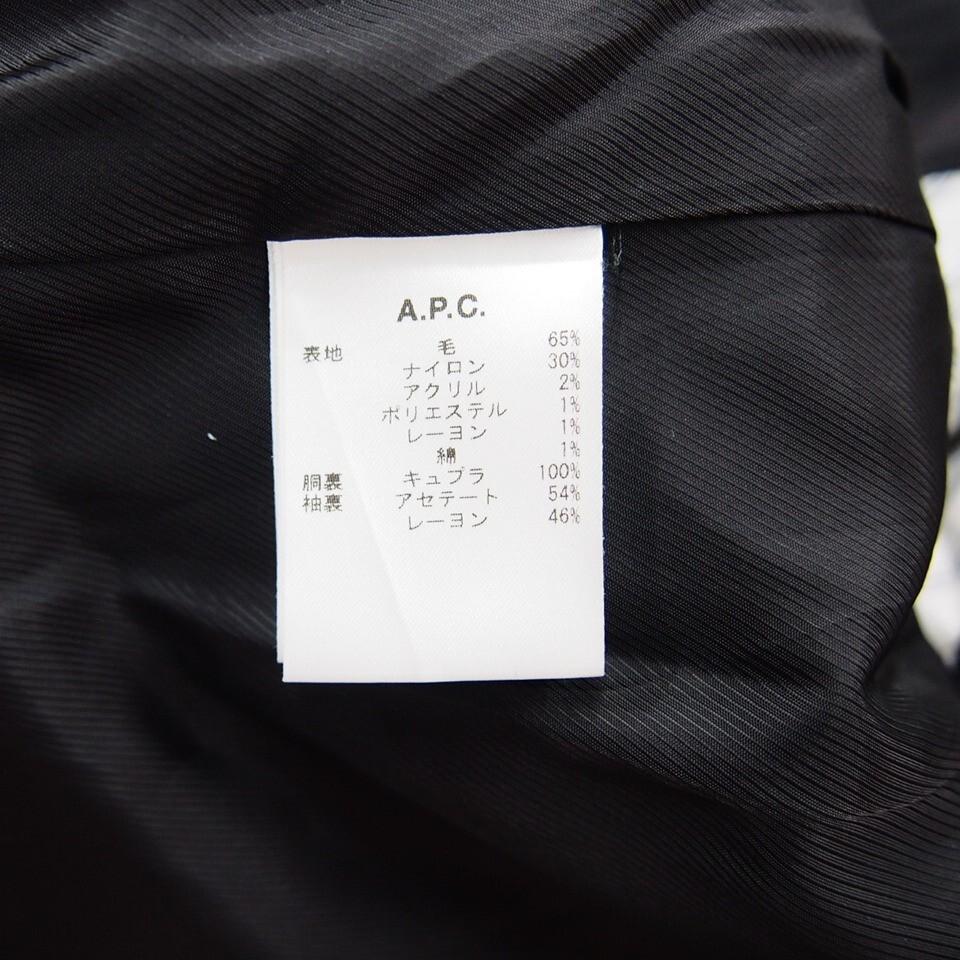 A.P.C.
表地 毛 65%
ナイロン 30%
アクリル 2%
ポリエステル 1%
レーヨン 1%
綿 1%
胴裏 キュプラ 100%
袖裏 アセテート 54%
レーヨン 46%